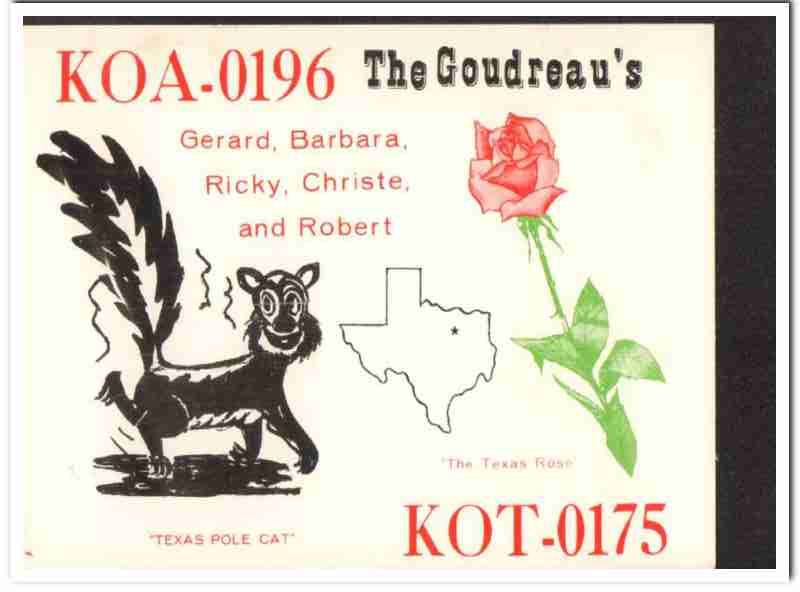 KOA-0196 The Goudreau's
Gerard, Barbara,
Ricky, Christe,
and Robert
"The Texas Rose"
"TEXAS POLE CAT"
KOT-0175